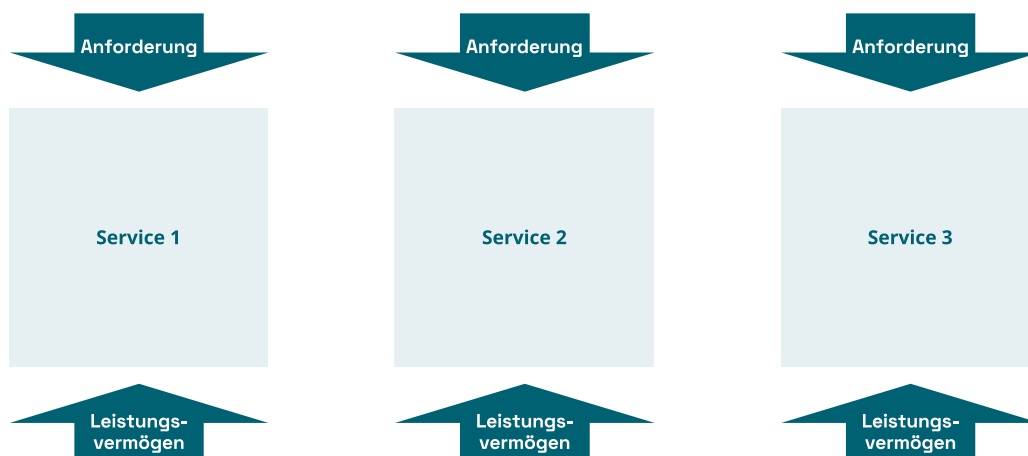 Anforderung
Anforderung
Anforderung
Service 1
Service 2
Service 3
Leistungs-
vermögen
Leistungs-
vermögen
Leistungs-
vermögen